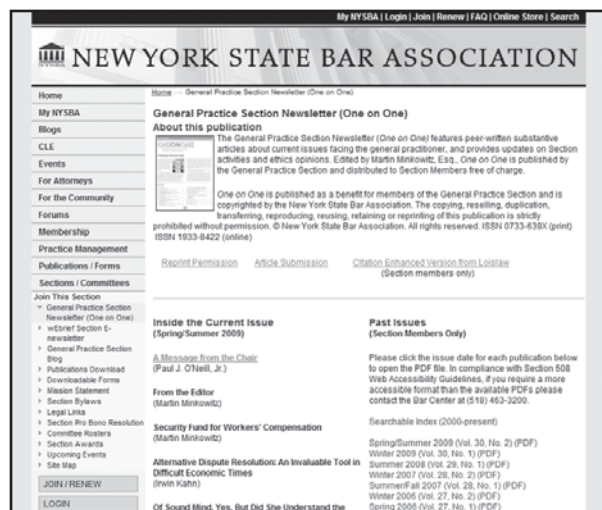 My NYSBA | Login | Join | Renew | FAQ | Online Store | Search
NEW YORK STATE BAR ASSOCIATION
Home
My NYSBA
Blogs
CLE
Events
For Attorneys
For the Community
Forums
Membership
Practice Management
Publications / Forms
Sections / Committees
Join This Section
General Practice Section
Newsletter (One on One)
wEbrief Section E-
newsletter
General Practice Section
Blog
Publications Download
Downloadable Forms
Mission Statement
Section Bylaws
Legal Links
Section Pro Bono Resolution
Committee Rosters
Section Awards
Upcoming Events
Site Map
JOIN / RENEW
LOGIN
Home General Practice Section Newsletter (One on One)
General Practice Section Newsletter (One on One)
About this publication
The General Practice Section Newsletter (One on One) features peer-written substantive
articles about current issues facing the general practitioner, and provides updates on Section
activities and ethics opinions. Edited by Martin Minkowitz, Esq., One on One is published by
the General Practice Section and distributed to Section Members free of charge.
One on One is published as a benefit for members of the General Practice Section and is
copyrighted by the New York State Bar Association. The copying, reselling, duplication,
transferring, reproducing, reusing, retaining or reprinting of this publication is strictly
prohibited without permission. © New York State Bar Association. All rights reserved. ISSN 0733-639X (print)
ISSN 1933-8422 (online)
Reprint Permission Article Submission Citation Enhanced Version from Loislaw
(Section members only)
Inside the Current Issue
(Spring/Summer 2009)
A Message from the Chair
(Paul J. O'Neill, Jr.)
From the Editor
(Martin Minkowitz)
Security Fund for Workers' Compensation
(Martin Minkowitz)
Alternative Dispute Resolution: An Invaluable Tool in
Difficult Economic Times
(Irwin Kahn)
Of Sound Mind, Yes, But Did She Understand the
Past Issues
(Section Members Only)
Please click the issue date for each publication below
to open the PDF file. In compliance with Section 508
Web Accessibility Guidelines, if you require a more
accessible format than the available PDFs please
contact the Bar Center at (518) 463-3200.
Searchable Index (2000-present)
Spring/Summer 2009 (Vol. 30, No. 2) (PDF)
Winter 2009 (Vol. 30, No. 1) (PDF)
Summer 2008 (Vol. 29, No. 1) (PDF)
Winter 2007 (Vol. 28, No. 2) (PDF)
Summer/Fall 2007 (Vol. 28, No. 1) (PDF)
Winter 2006 (Vol. 27, No. 2) (PDF)
Spring 2006 (Vol. 27, No. 1) (PDF)